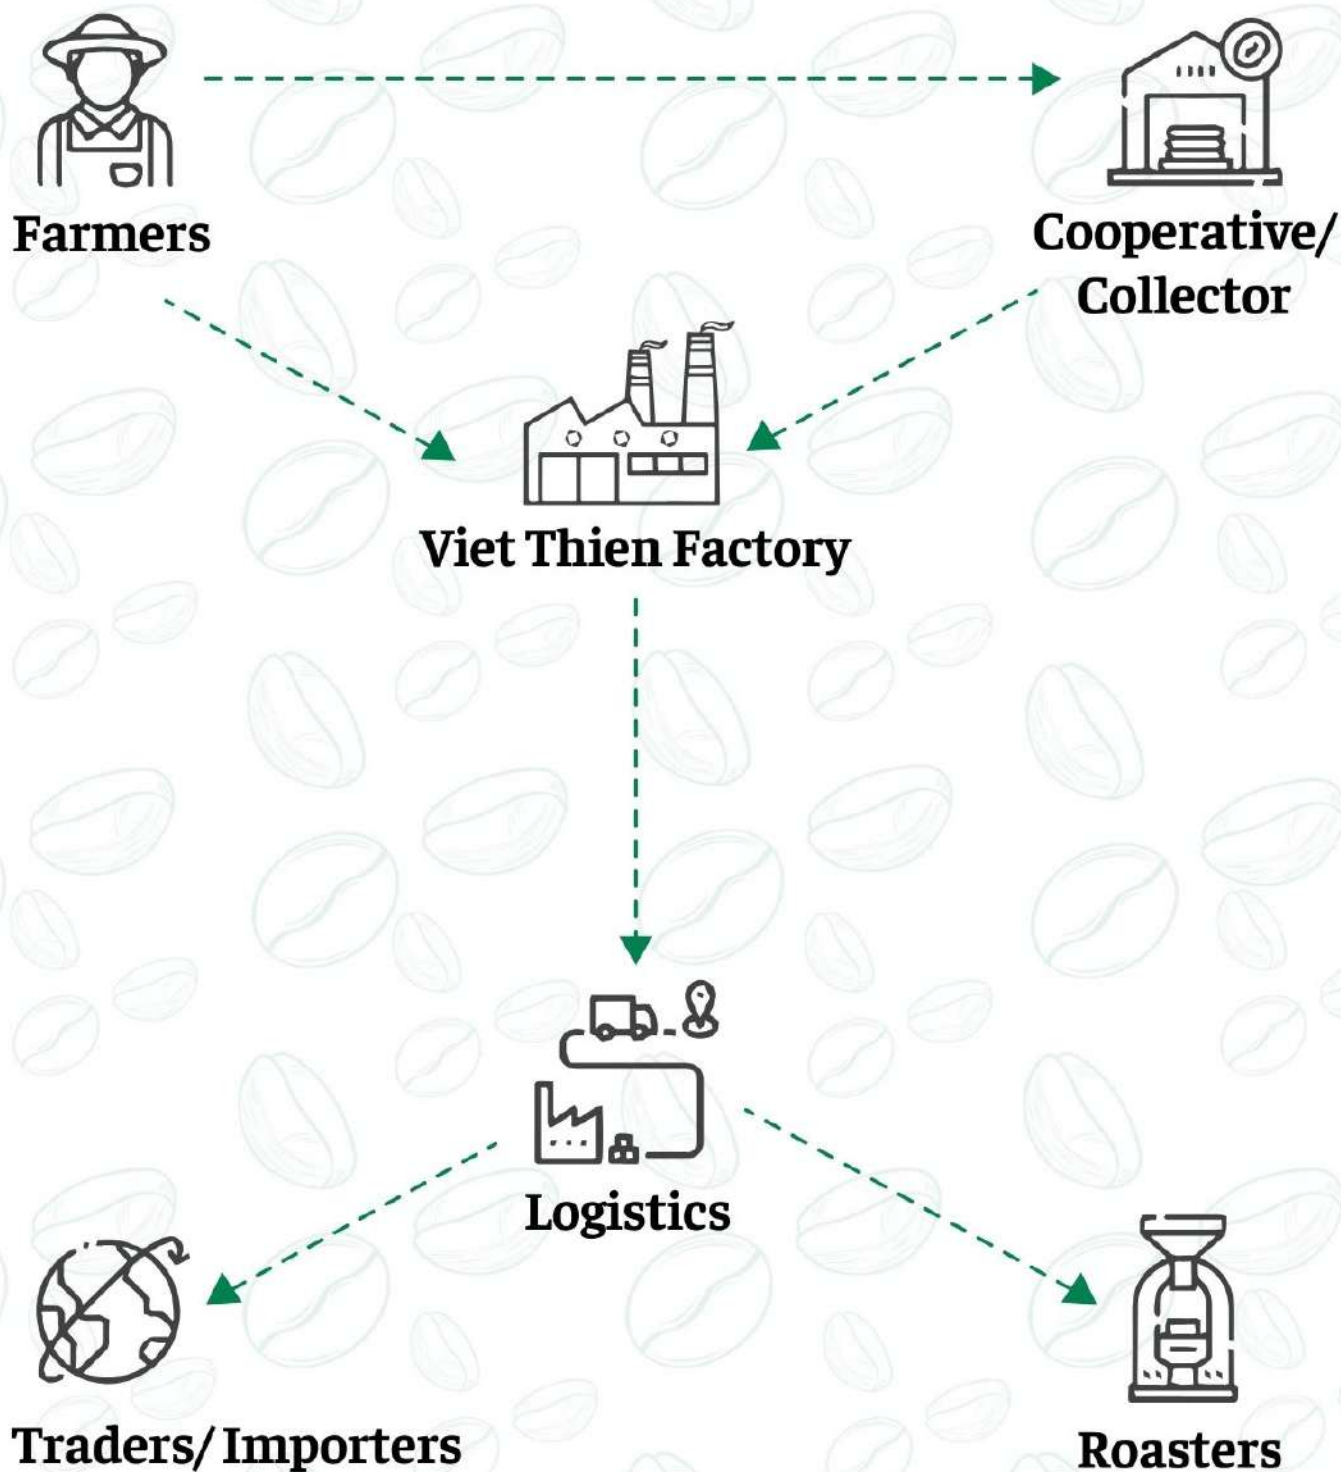 Farmers
Cooperative/
Collector
Viet Thien Factory
Logistics
Traders/ Importers
Roasters